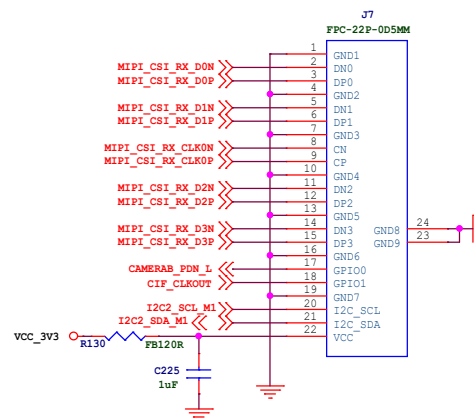 J7
FPC-22P-0D5MM
1 GND1
MIPI_CSI_RX_D0N 2 DN0
MIPI_CSI_RX_D0P 3 DP0
4 GND2
MIPI_CSI_RX_D1N 5 DN1
MIPI_CSI_RX_D1P 6 DP1
7 GND3
MIPI_CSI_RX_CLK0N 8 CN
MIPI_CSI_RX_CLK0P 9 CP
10 GND4
MIPI_CSI_RX_D2N 11 DN2
MIPI_CSI_RX_D2P 12 DP2
13 GND5
MIPI_CSI_RX_D3N 14 DN3 GND8 24
MIPI_CSI_RX_D3P 15 DP3 GND9 23
16 GND6
CAMERAB_PDN_L 17 GPIO0
CIF_CLKOUT 18 GPIO1
19 GND7
I2C2_SCL_M1 20 I2C_SCL
I2C2_SDA_M1 21 I2C_SDA
VCC_3V3 22 VCC
R130 FB120R
C225
1uF